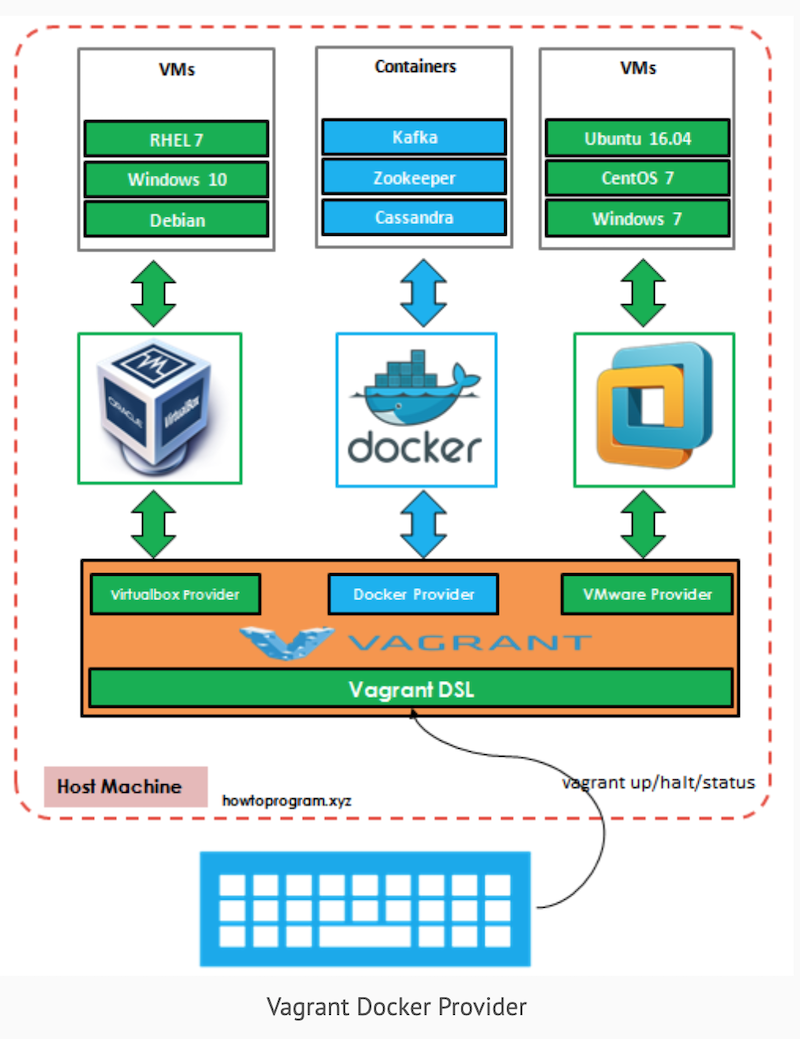 VMs
Containers
VMs
RHEL 7
Windows 10
Debian
Kafka
Zookeeper
Cassandra
Ubuntu 16.04
CentOS 7
Windows 7
ORACLE
VirtualBox
docker
Virtualbox Provider
Docker Provider
VMware Provider
VAGRANT
Vagrant DSL
vagrant up/halt/status
Host Machine
howtoprogram.xyz
Vagrant Docker Provider